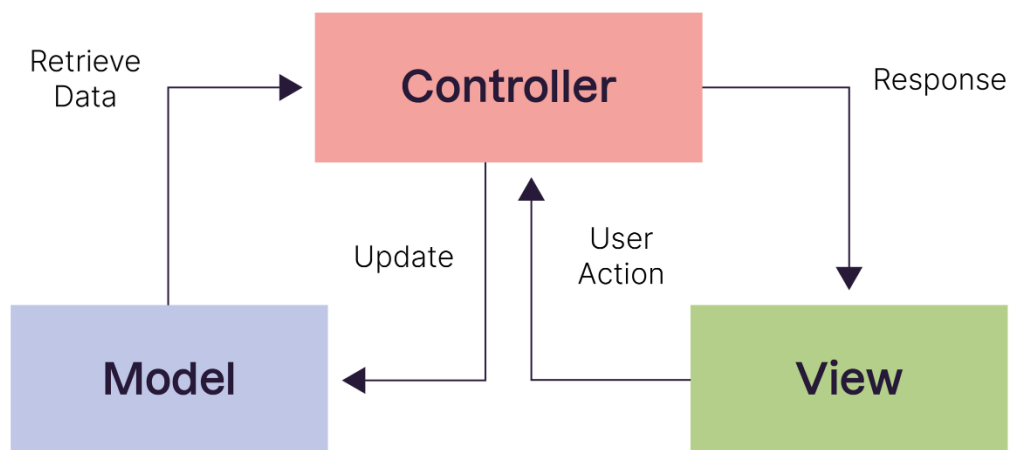 Retrieve
Data
Controller
Response
Update
User
Action
Model
View